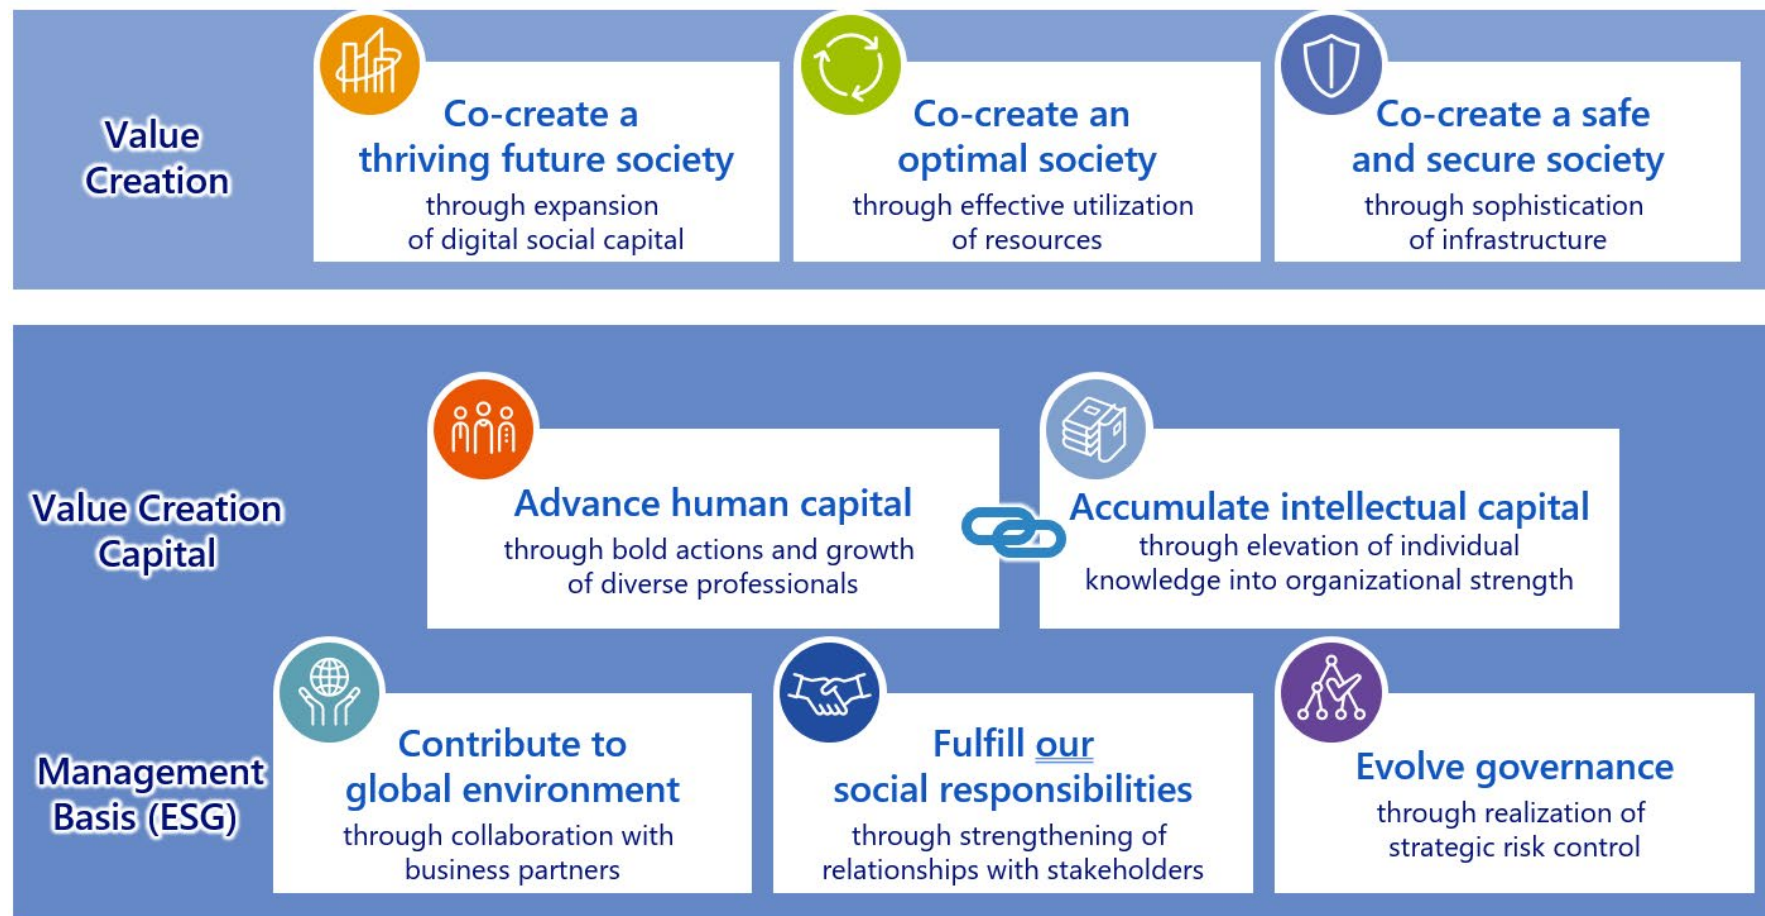 Value
Creation
Co-create a
thriving future society
through expansion
of digital social capital
Co-create an
optimal society
through effective utilization
of resources
Co-create a safe
and secure society
through sophistication
of infrastructure
Value Creation
Capital
Advance human capital
through bold actions and growth
of diverse professionals
Accumulate intellectual capital
through elevation of individual
knowledge into organizational strength
Management
Basis (ESG)
Contribute to
global environment
through collaboration with
business partners
Fulfill our
social responsibilities
through strengthening of
relationships with stakeholders
Evolve governance
through realization of
strategic risk control